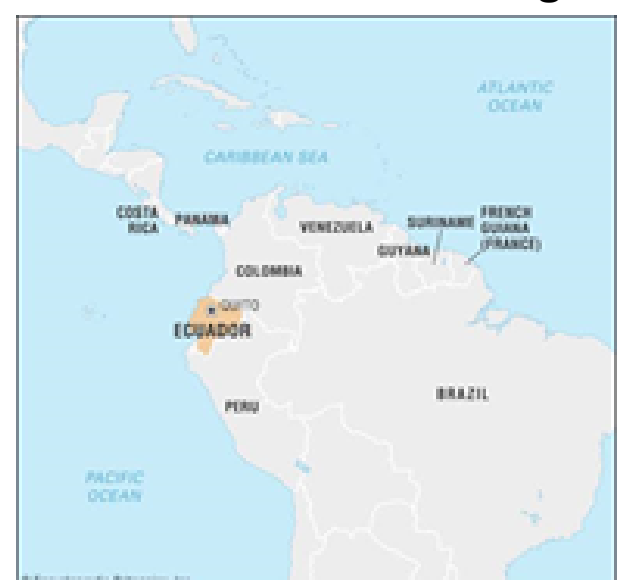 ATLANTIC
OCEAN
CARIBBEAN SEA
COSTA
RICA
PANAMA
VENEZUELA
SURINAME
FRENCH
GUIANA
(FRANCE)
GUYANA
COLOMBIA
QUITO
ECUADOR
PERU
BRAZIL
PACIFIC
OCEAN